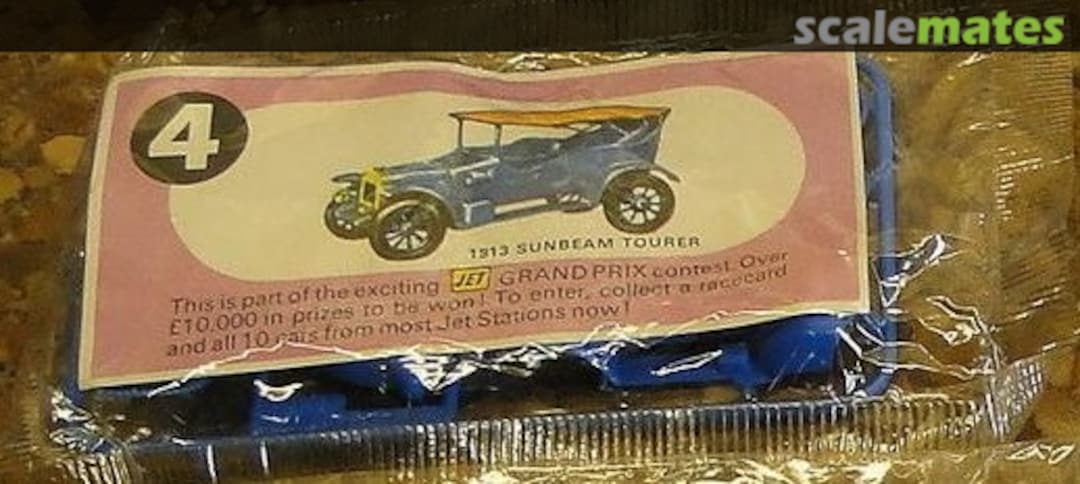 scalemates
4
1913 SUNBEAM TOURER
This is part of the exciting JET GRAND PRIX contest. Over
£10,000 in prizes to be won! To enter, collect a racecard
and all 10 cars from most Jet Stations now!